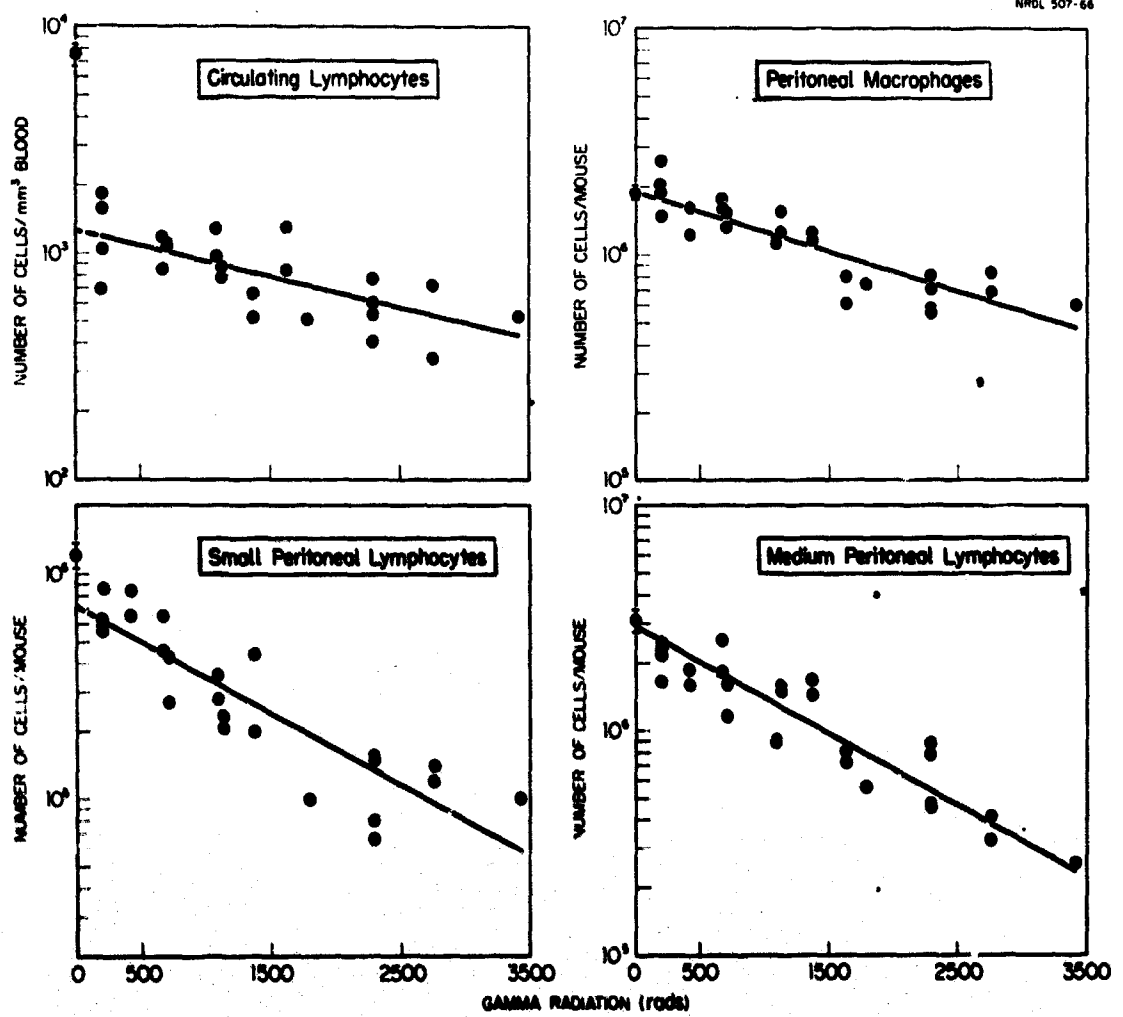 NRDL 507-66
10⁴
Circulating Lymphocytes
NUMBER OF CELLS/mm³ BLOOD
10³
10²
10⁷
Peritoneal Macrophages
NUMBER OF CELLS/MOUSE
10⁶
10⁵
Small Peritoneal Lymphocytes
NUMBER OF CELLS/MOUSE
10⁶
0 500 1500 2500 3500
10⁷
Medium Peritoneal Lymphocytes
NUMBER OF CELLS/MOUSE
10⁶
10⁵
0 500 1500 2500 3500
GAMMA RADIATION (rads)